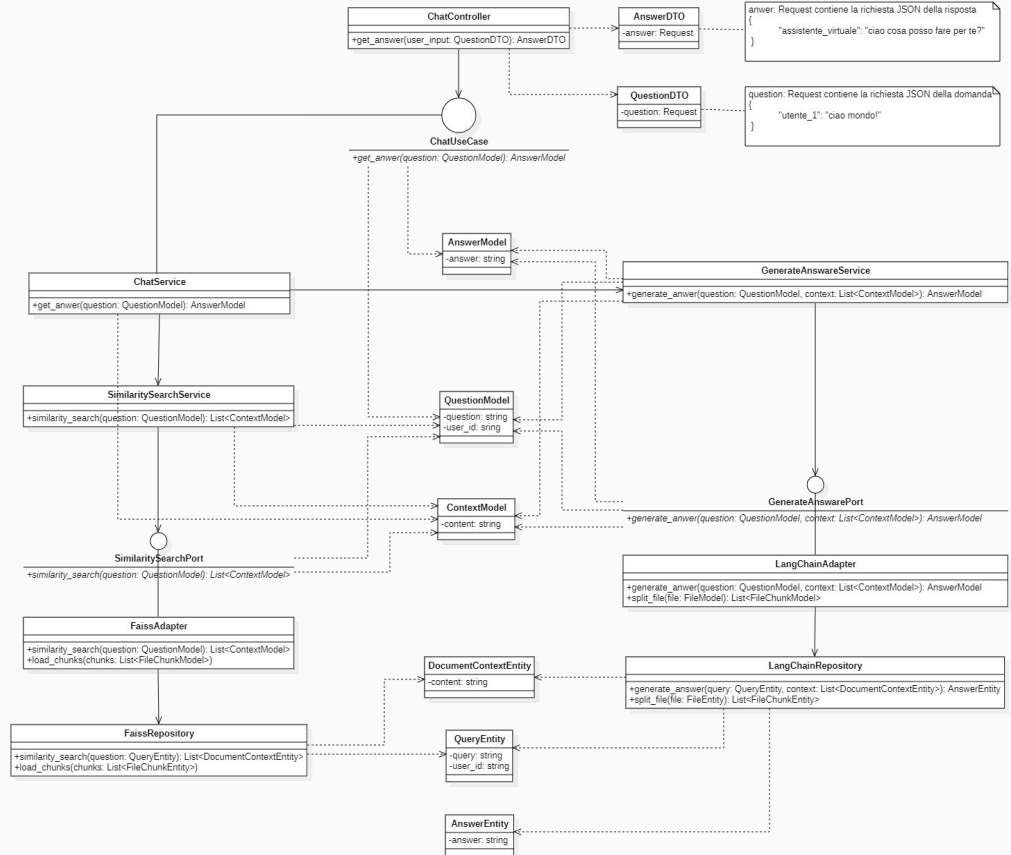 ChatController
+get_answer(user_input: QuestionDTO): AnswerDTO
AnswerDTO
-answer: Request
anwer: Request contiene la richiesta JSON della risposta
{
"assistente_virtuale": "ciao cosa posso fare per te?"
}
QuestionDTO
-question: Request
question: Request contiene la richiesta JSON della domanda
{
"utente_1": "ciao mondo!"
}
ChatUseCase
+get_anwer(question: QuestionModel): AnswerModel
AnswerModel
-answer: string
ChatService
+get_anwer(question: QuestionModel): AnswerModel
GenerateAnswareService
+generate_anwer(question: QuestionModel, context: List<ContextModel>): AnswerModel
SimilaritySearchService
+similarity_search(question: QuestionModel): List<ContextModel>
QuestionModel
-question: string
-user_id: sring
ContextModel
-content: string
GenerateAnswarePort
+generate_anwer(question: QuestionModel, context: List<ContextModel>): AnswerModel
SimilaritySearchPort
+similarity_search(question: QuestionModel): List<ContextModel>
LangChainAdapter
+generate_anwer(question: QuestionModel, context: List<ContextModel>): AnswerModel
+split_file(file: FileModel): List<FileChunkModel>
FaissAdapter
+similarity_search(question: QuestionModel): List<ContextModel>
+load_chunks(chunks: List<FileChunkModel>)
DocumentContextEntity
-content: string
LangChainRepository
+generate_answer(query: QueryEntity, context: List<DocumentContextEntity>): AnswerEntity
+split_file(file: FileEntity): List<FileChunkEntity>
FaissRepository
+similarity_search(question: QueryEntity): List<DocumentContextEntity>
+load_chunks(chunks: List<FileChunkEntity>)
QueryEntity
-query: string
-user_id: string
AnswerEntity
-answer: string